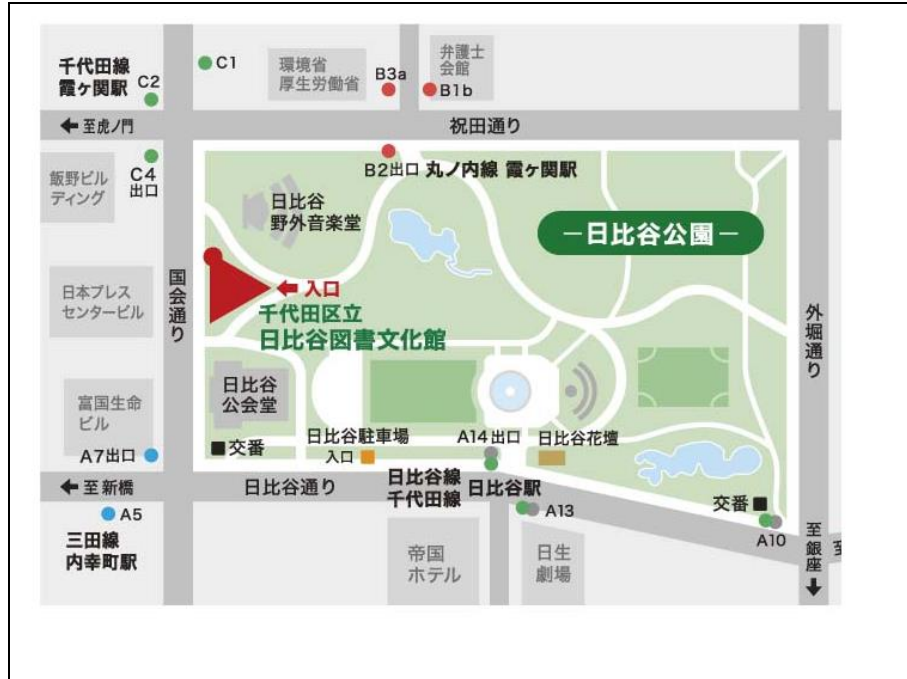 千代田線
霞ヶ関駅
C2
C1
環境省
厚生労働省
B3a
弁護士
会館
B1b
至虎ノ門
祝田通り
飯野ビル
ディング
C4
出口
B2出口 丸ノ内線 霞ヶ関駅
日比谷
野外音楽堂
日比谷公園
日本プレス
センタービル
国会通り
入口
千代田区立
日比谷図書文化館
外堀通り
富国生命
ビル
日比谷
公会堂
A7出口
交番
日比谷駐車場
入口
A14出口
日比谷花壇
至新橋
日比谷通り
日比谷線
千代田線
日比谷駅
交番
A5
A13
A10
三田線
内幸町駅
帝国
ホテル
日生
劇場
至銀座